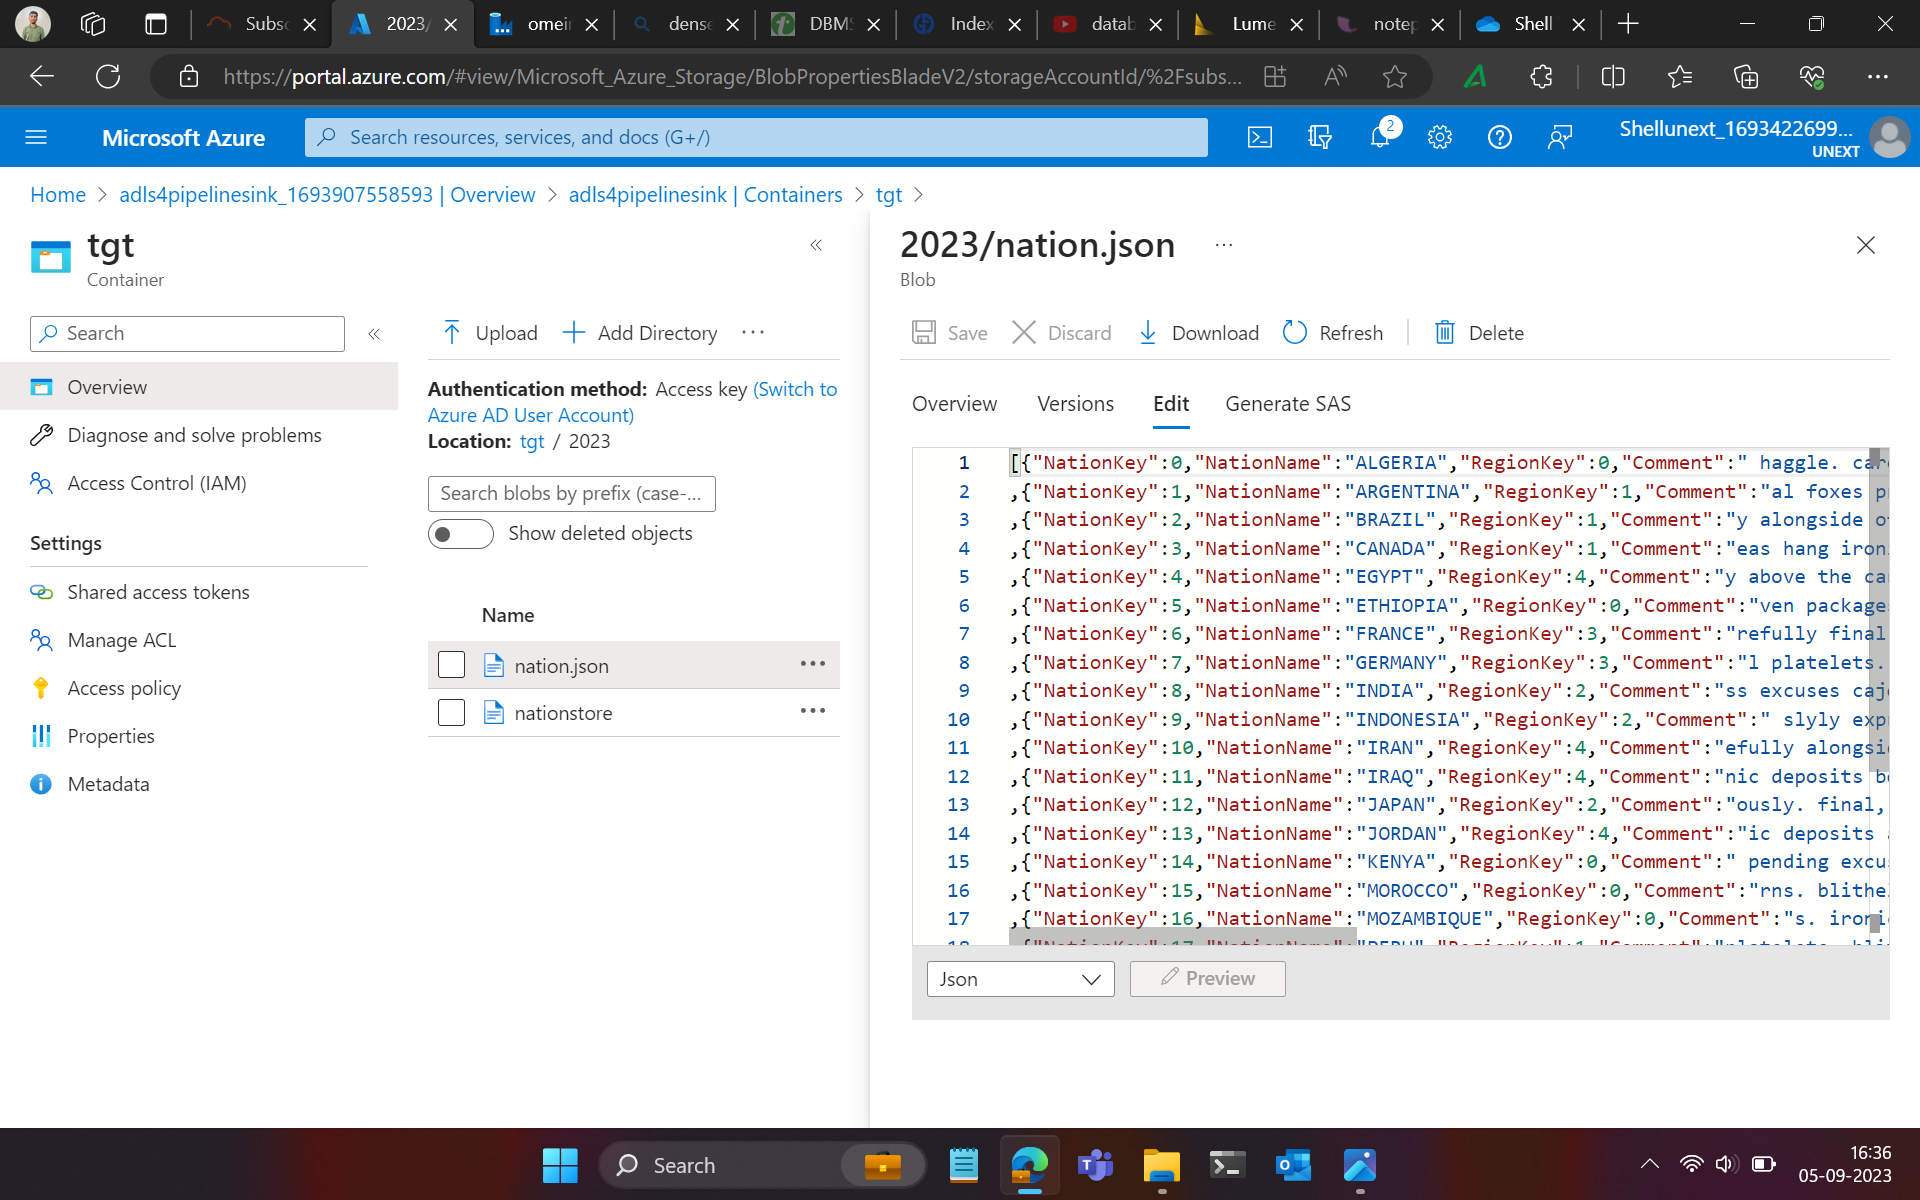 Subsc
2023/
omein
dense
DBMS
Index
datab
Lume
notep
Shell
https://portal.azure.com/#view/Microsoft_Azure_Storage/BlobPropertiesBladeV2/storageAccountId/%2Fsubs...
Microsoft Azure
Search resources, services, and docs (G+/)
2
Shellunext_1693422699...
UNEXT
Home > adls4pipelinesink_1693907558593 | Overview > adls4pipelinesink | Containers > tgt >
tgt
Container
Search
Overview
Diagnose and solve problems
Access Control (IAM)
Settings
Shared access tokens
Manage ACL
Access policy
Properties
Metadata
Upload
Add Directory
Authentication method: Access key (Switch to
Azure AD User Account)
Location: tgt / 2023
Search blobs by prefix (case-...
Show deleted objects
Name
nation.json
nationstore
2023/nation.json
Blob
Save
Discard
Download
Refresh
Delete
Overview
Versions
Edit
Generate SAS
1 [{"NationKey":0,"NationName":"ALGERIA","RegionKey":0,"Comment":" haggle. care
2 ,{"NationKey":1,"NationName":"ARGENTINA","RegionKey":1,"Comment":"al foxes p
3 ,{"NationKey":2,"NationName":"BRAZIL","RegionKey":1,"Comment":"y alongside o
4 ,{"NationKey":3,"NationName":"CANADA","RegionKey":1,"Comment":"eas hang iron
5 ,{"NationKey":4,"NationName":"EGYPT","RegionKey":4,"Comment":"y above the ca
6 ,{"NationKey":5,"NationName":"ETHIOPIA","RegionKey":0,"Comment":"ven package
7 ,{"NationKey":6,"NationName":"FRANCE","RegionKey":3,"Comment":"refully final
8 ,{"NationKey":7,"NationName":"GERMANY","RegionKey":3,"Comment":"l platelets.
9 ,{"NationKey":8,"NationName":"INDIA","RegionKey":2,"Comment":"ss excuses caj
10 ,{"NationKey":9,"NationName":"INDONESIA","RegionKey":2,"Comment":" slyly exp
11 ,{"NationKey":10,"NationName":"IRAN","RegionKey":4,"Comment":"efully alongsi
12 ,{"NationKey":11,"NationName":"IRAQ","RegionKey":4,"Comment":"nic deposits b
13 ,{"NationKey":12,"NationName":"JAPAN","RegionKey":2,"Comment":"ously. final,
14 ,{"NationKey":13,"NationName":"JORDAN","RegionKey":4,"Comment":"ic deposits a
15 ,{"NationKey":14,"NationName":"KENYA","RegionKey":0,"Comment":" pending excu
16 ,{"NationKey":15,"NationName":"MOROCCO","RegionKey":0,"Comment":"rns. blithe
17 ,{"NationKey":16,"NationName":"MOZAMBIQUE","RegionKey":0,"Comment":"s. ironi
Json
Preview
Search
16:36
05-09-2023